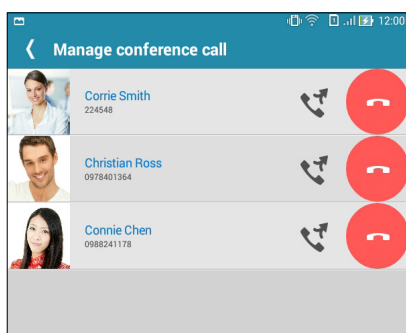 12:00
Manage conference call
Corrie Smith
224548
Christian Ross
0978401364
Connie Chen
0988241178